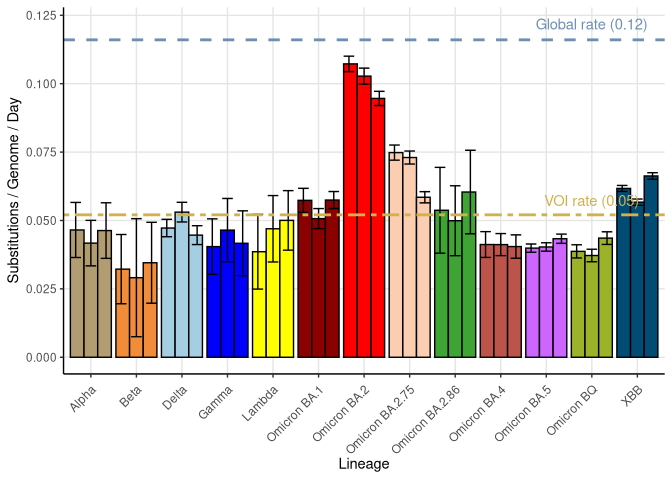 0.125
0.100
0.075
0.050
0.025
0.000
Substitutions / Genome / Day
Global rate (0.12)
VOI rate (0.05)
Alpha
Beta
Delta
Gamma
Lambda
Omicron BA.1
Omicron BA.2
Omicron BA.2.75
Omicron BA.2.86
Omicron BA.4
Omicron BA.5
Omicron BQ
XBB
Lineage